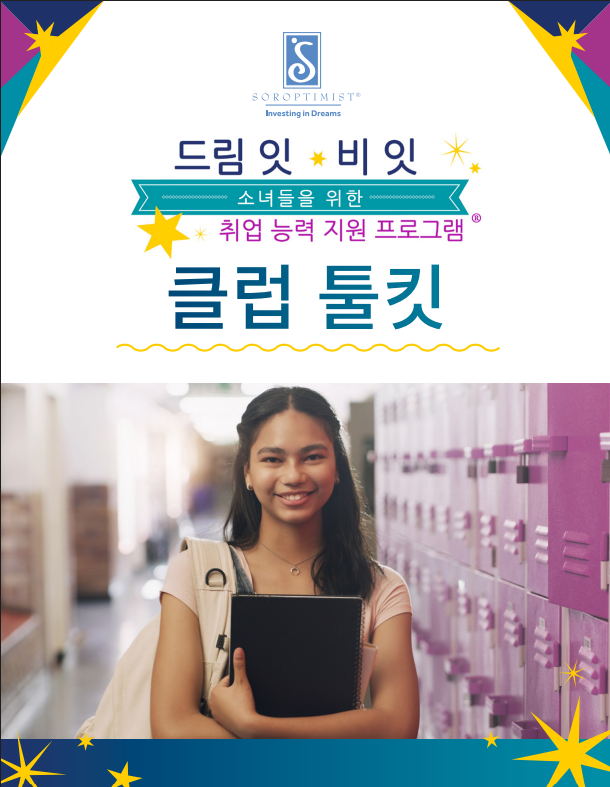 SOROPTIMIST®
Investing in Dreams
드림 잇 비 잇
소녀들을 위한
취업 능력 지원 프로그램®
클럽 툴킷